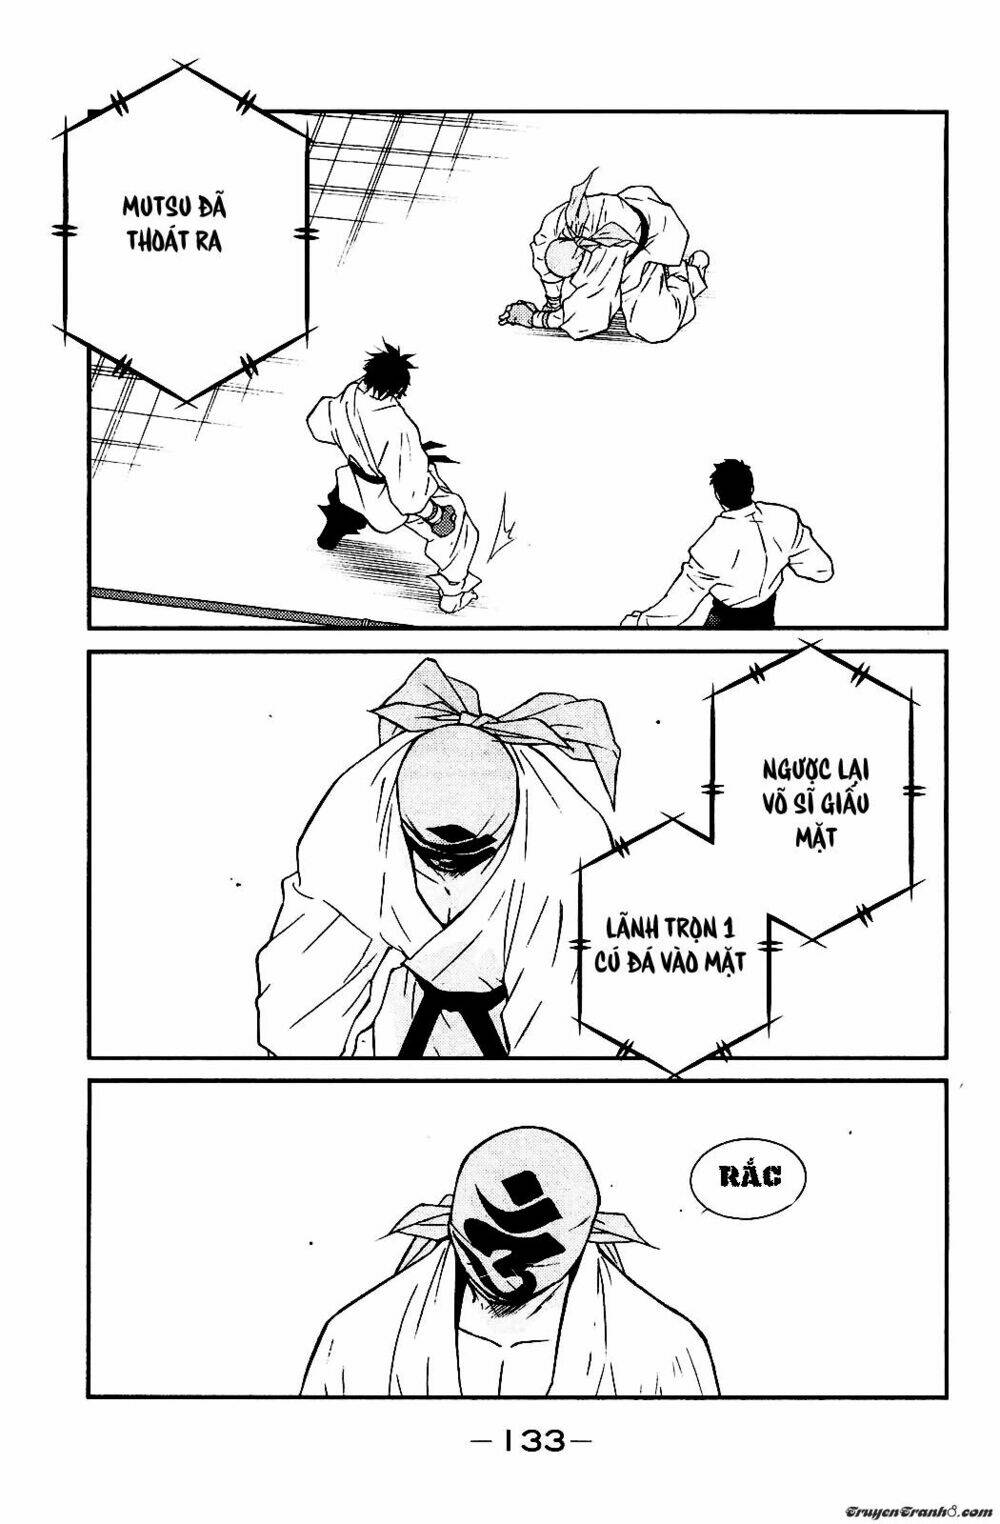 MUTSU ĐÃ
THOÁT RA
NGƯỢC LẠI
VÕ SĨ GIẤU
MẶT
LÃNH TRỌN 1
CÚ ĐÁ VÀO MẶT
RẮC
—133—
TruyenTranh8.com